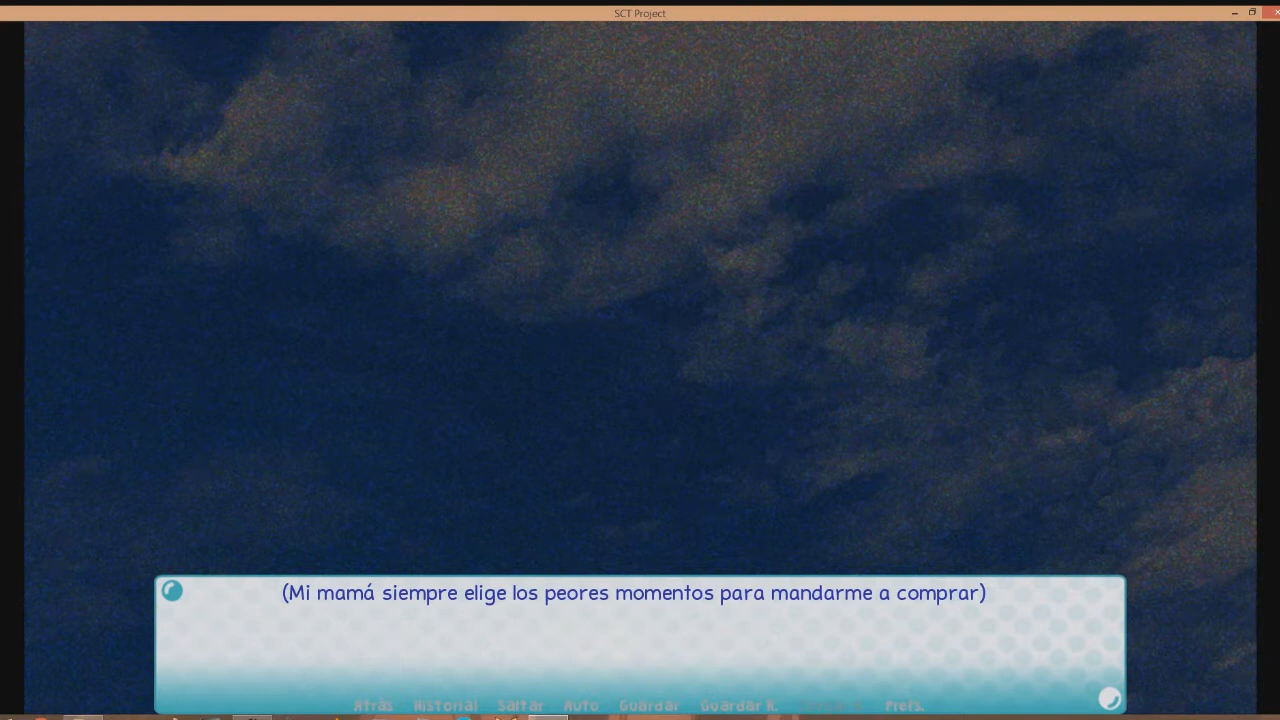 SCT Project
(Mi mamá siempre elige los peores momentos para mandarme a comprar)
Atrás Historial Saltar Auto Guardar Guardar R. Prefs.